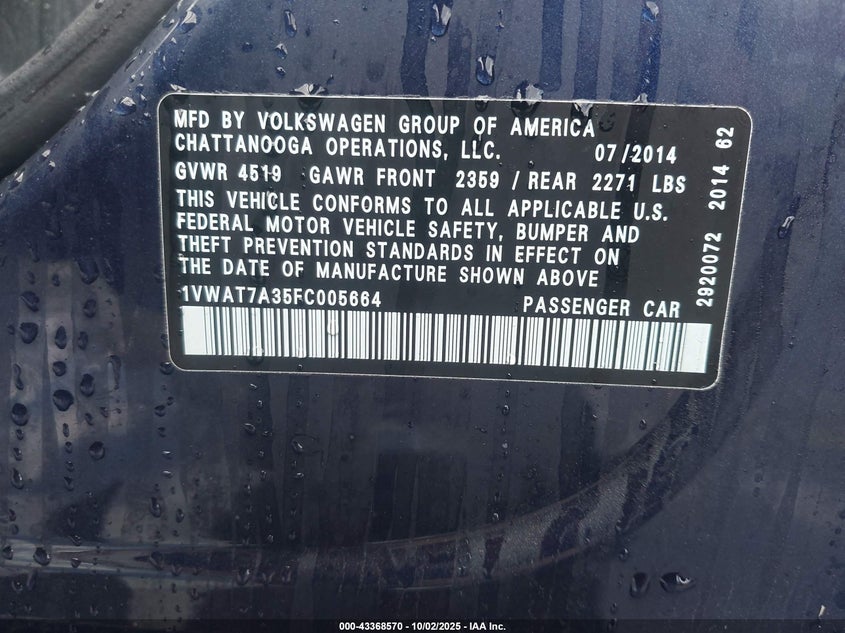 MFD BY VOLKSWAGEN GROUP OF AMERICA
CHATTANOOGA OPERATIONS, LLC. 07/2014
GVWR 4519 GAWR FRONT 2359 / REAR 2271 LBS
THIS VEHICLE CONFORMS TO ALL APPLICABLE U.S.
FEDERAL MOTOR VEHICLE SAFETY, BUMPER AND
THEFT PREVENTION STANDARDS IN EFFECT ON
THE DATE OF MANUFACTURE SHOWN ABOVE
1VWAT7A35FC005664 PASSENGER CAR
2920072 2014 62
000-43368570 - 10/02/2025 - IAA Inc.